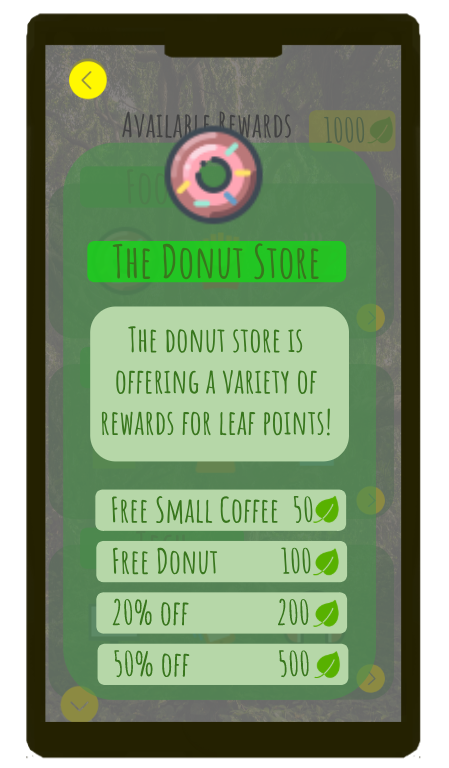 Available Rewards 1000
Foo
The Donut Store
The donut store is
offering a variety of
rewards for leaf points!
Free Small Coffee 50
Tech
Free Donut 100
20% off 200
50% off 500